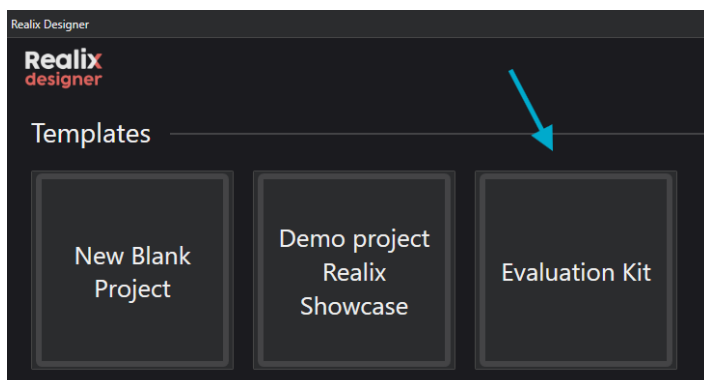 Realix Designer
Realix
designer
Templates
New Blank
Project
Demo project
Realix
Showcase
Evaluation Kit